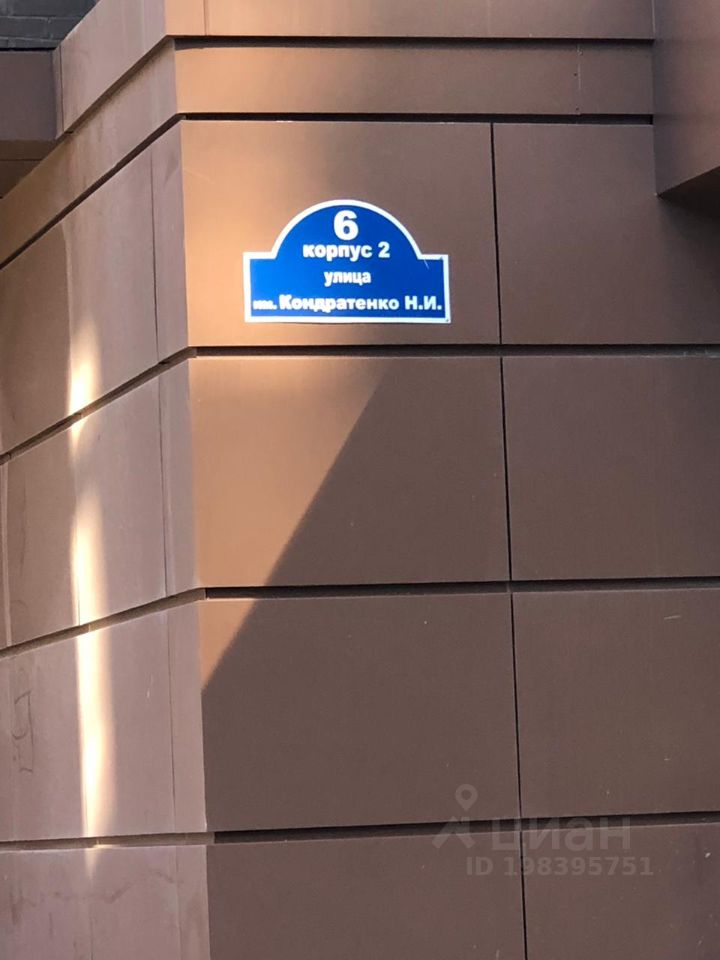 6
корпус 2
улица
им. Кондратенко Н.И.
циан
ID 198395751